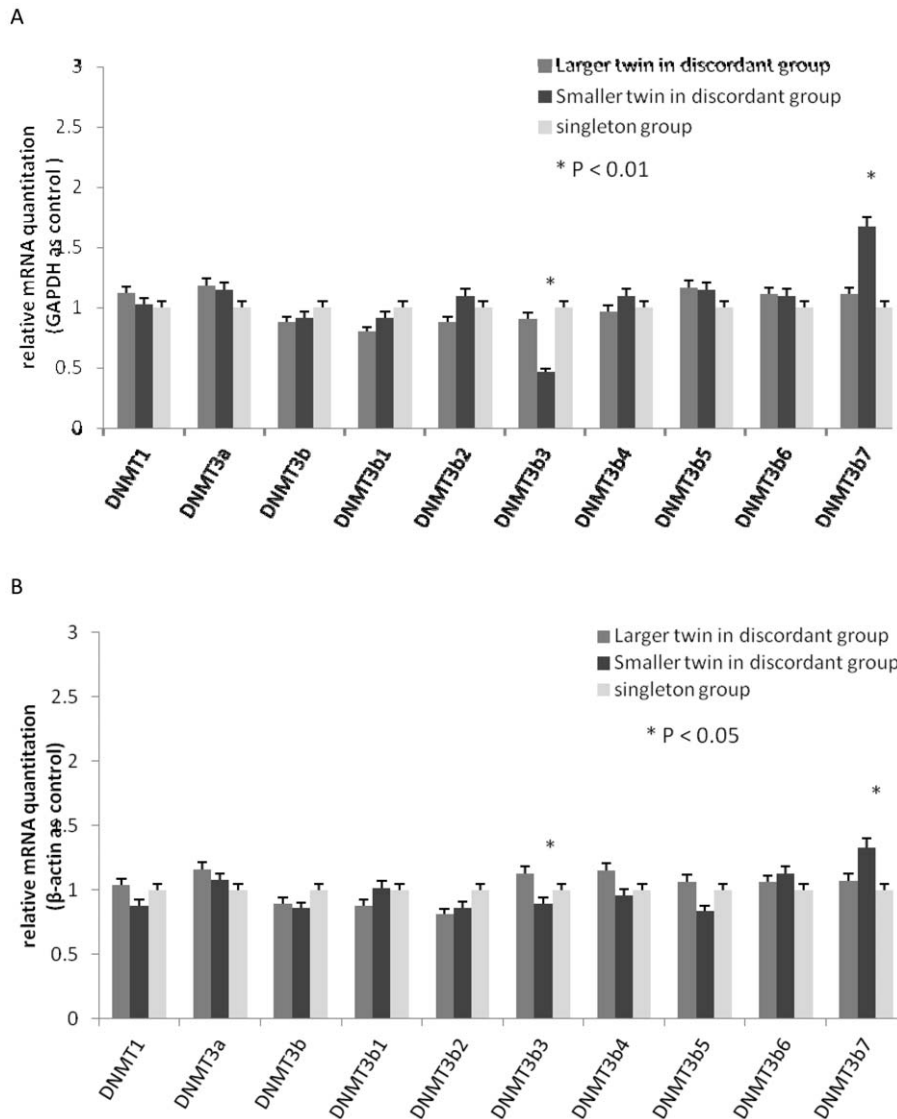 A
3
2.5
2
1.5
1
0.5
0
relative mRNA quantitation
(GAPDH as control )
Larger twin in discordant group
Smaller twin in discordant group
singleton group
* P < 0.01
*
*
DNMT1
DNMT3a
DNMT3b
DNMT3b1
DNMT3b2
DNMT3b3
DNMT3b4
DNMT3b5
DNMT3b6
DNMT3b7
B
3
2.5
2
1.5
1
0.5
0
relative mRNA quantitation
(β-actin as control)
Larger twin in discordant group
Smaller twin in discordant group
singleton group
* P < 0.05
*
*
DNMT1
DNMT3a
DNMT3b
DNMT3b1
DNMT3b2
DNMT3b3
DNMT3b4
DNMT3b5
DNMT3b6
DNMT3b7